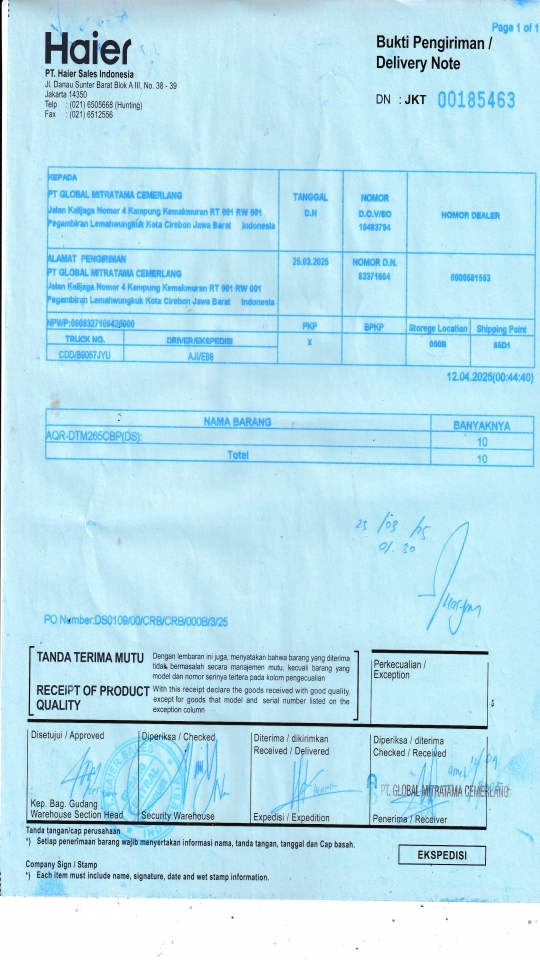 Page 1 of 1
Haier
Bukti Pengiriman /
Delivery Note
PT. Haier Sales Indonesia
Jl. Danau Sunter Barat Blok A III, No. 38 - 39
Jakarta 14350
Telp : (021) 6505668 (Hunting)
Fax : (021) 6512556
DN : JKT 00185463
KEPADA
PT GLOBAL MITRATAMA CEMERLANG
Jalan Kalijaga Nomor 4 Kampung Kemakmuran RT 001 RW 001
Pegambiran Lemahwungkuk Kota Cirebon Jawa Barat Indonesia
TANGGAL
D.N
NOMOR
D.O./SO
10483794
NOMOR DEALER
ALAMAT PENGIRIMAN
PT GLOBAL MITRATAMA CEMERLANG
Jalan Kalijaga Nomor 4 Kampung Kemakmuran RT 001 RW 001
Pegambiran Lemahwungkuk Kota Cirebon Jawa Barat Indonesia
25.03.2025
NOMOR D.N.
83371664
0000581553
NPWP:
PKP
BPKP
Storege Location
Shipping Point
TRUCK NO.
DRIVER/EKSPEDISI
X
000B
65D1
CDD/B9057JYU
AJI/E86
12.04.2025(00:44:40)
NAMA BARANG
BANYAKNYA
AQR-DTM265CBP(DS):
10
Total
10
25/03/25
01.30
PO Number:DS0109/00/CRB/CRB/000B/3/25
TANDA TERIMA MUTU
Dengan lembaran ini juga, menyatakan bahwa barang yang diterima
tidak bermasalah secara manajemen mutu, kecuali barang yang
model dan nomor serinya tertera pada kolom pengecualian
RECEIPT OF PRODUCT
QUALITY
With this receipt declare the goods received with good quality,
except for goods that model and serial number listed on the
exception column
Perkecualian /
Exception
Disetujui / Approved
Diperiksa / Checked
Diterima / dikirimkan
Received / Delivered
Diperiksa / diterima
Checked / Received
PT. GLOBAL MITRATAMA CEMERLANG
Kep. Bag. Gudang
Warehouse Section Head
Security Warehouse
Expedisi / Expedition
Penerima / Receiver
Tanda tangan/cap perusahaan
*) Setiap penerimaan barang wajib menyertakan informasi nama, tanda tangan, tanggal dan Cap basah.
EKSPEDISI
Company Sign / Stamp
*) Each item must include name, signature, date and wet stamp information.